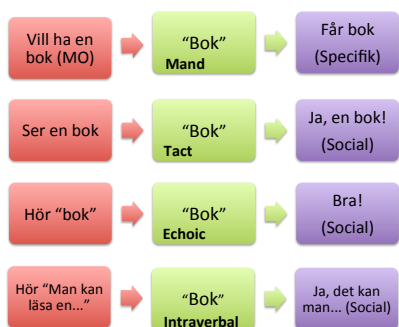 Vill ha en
bok (MO)
“Bok”
Mand
Får bok
(Specifik)
Ser en bok
“Bok”
Tact
Ja, en bok!
(Social)
Hör “bok”
“Bok”
Echoic
Bra!
(Social)
Hör “Man kan
läsa en...”
“Bok”
Intraverbal
Ja, det kan
man... (Social)